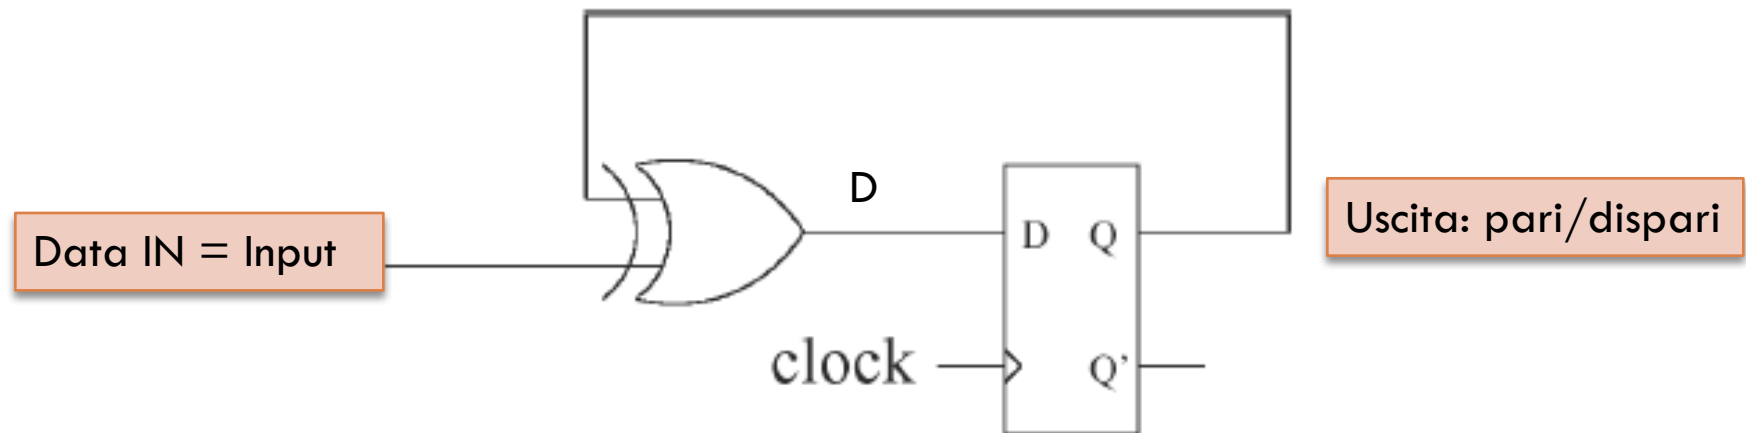 D
Data IN = Input
D Q
Uscita: pari/dispari
clock
Q’